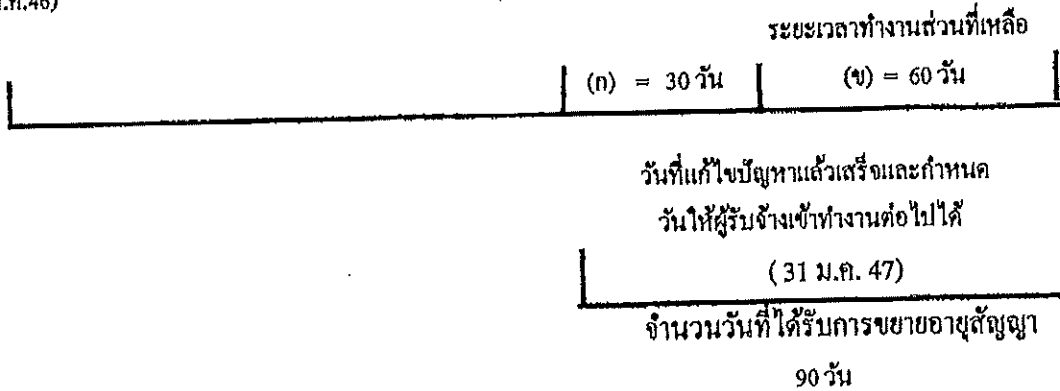 ระยะเวลาทำงานส่วนที่เหลือ
(ก) = 30 วัน (ข) = 60 วัน
วันที่แก้ไขปัญหาแล้วเสร็จและกำหนด
วันให้ผู้รับจ้างเข้าทำงานต่อไปได้
( 31 ม.ค. 47)
จำนวนวันที่ได้รับการขยายอายุสัญญา
90 วัน